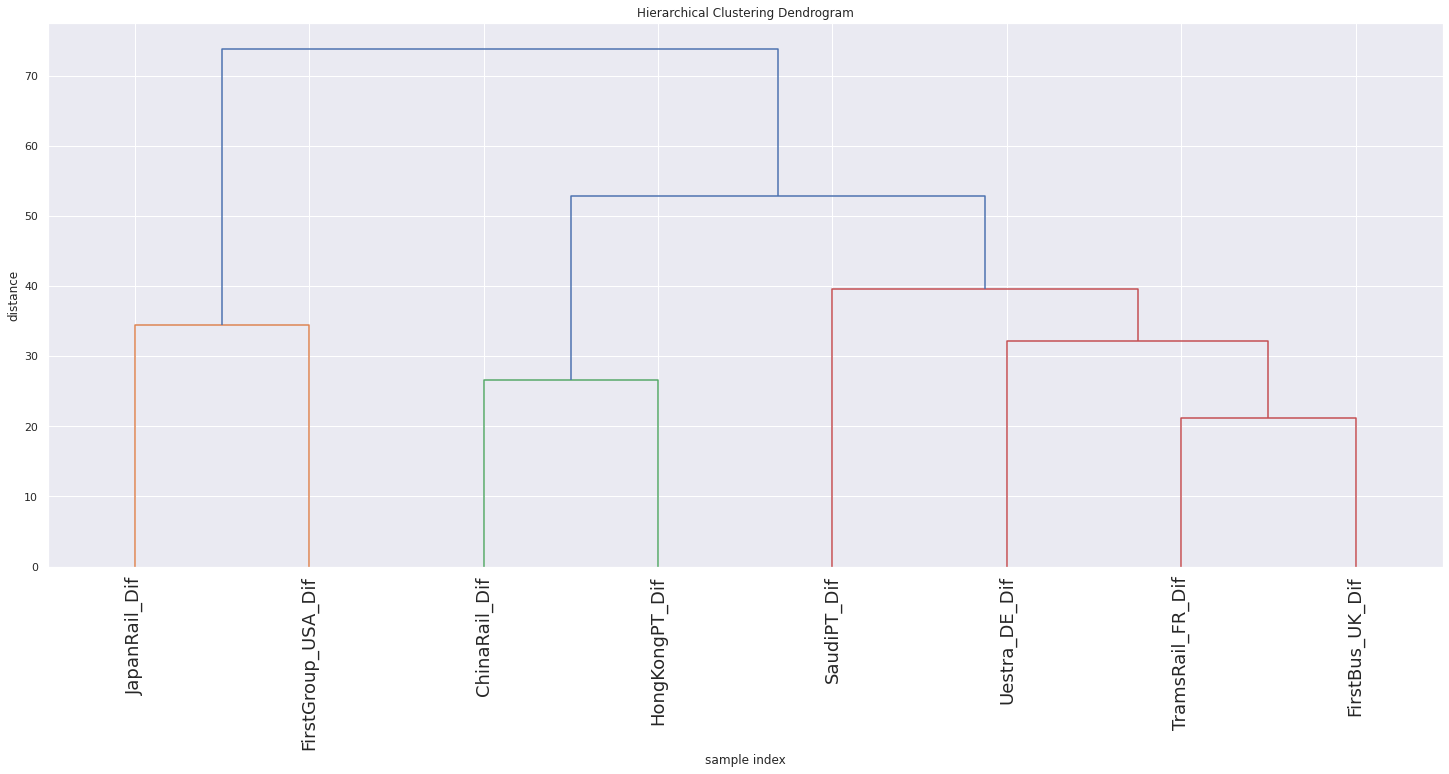 Hierarchical Clustering Dendrogram
distance
70
60
50
40
30
20
10
0
JapanRail_Dif
FirstGroup_USA_Dif
ChinaRail_Dif
HongKongPT_Dif
SaudiPT_Dif
Uestra_DE_Dif
TramsRail_FR_Dif
FirstBus_UK_Dif
sample index